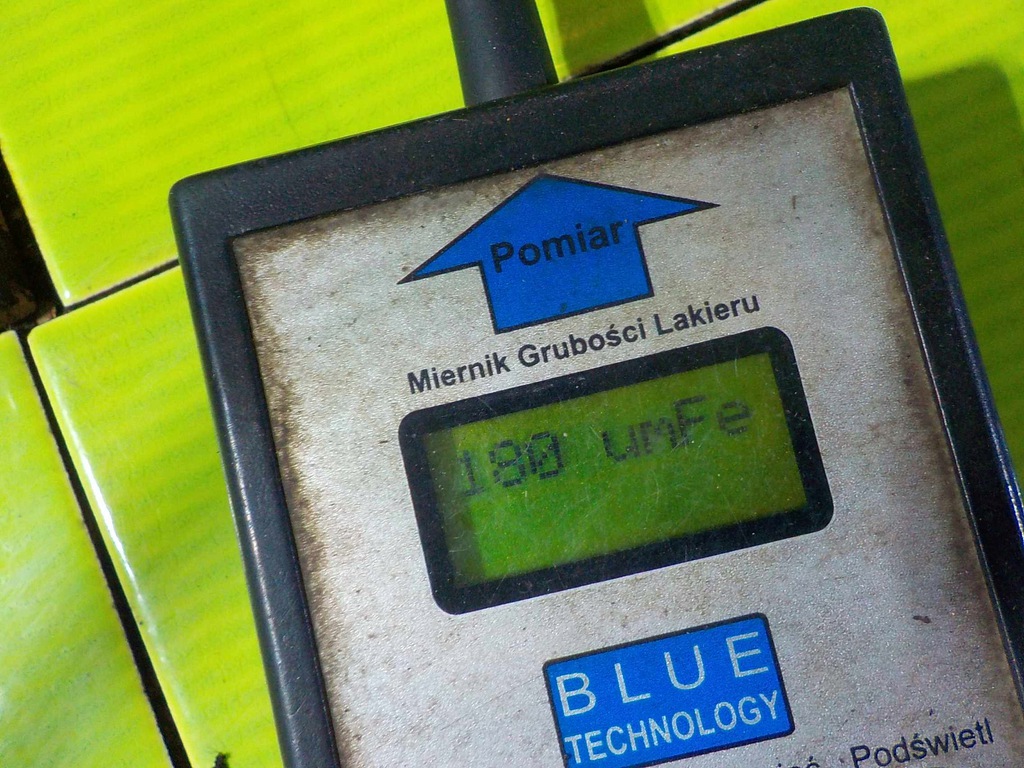 Pomiar
Miernik Grubości Lakieru
180 umFe
BLUE
TECHNOLOGY
Podświetl